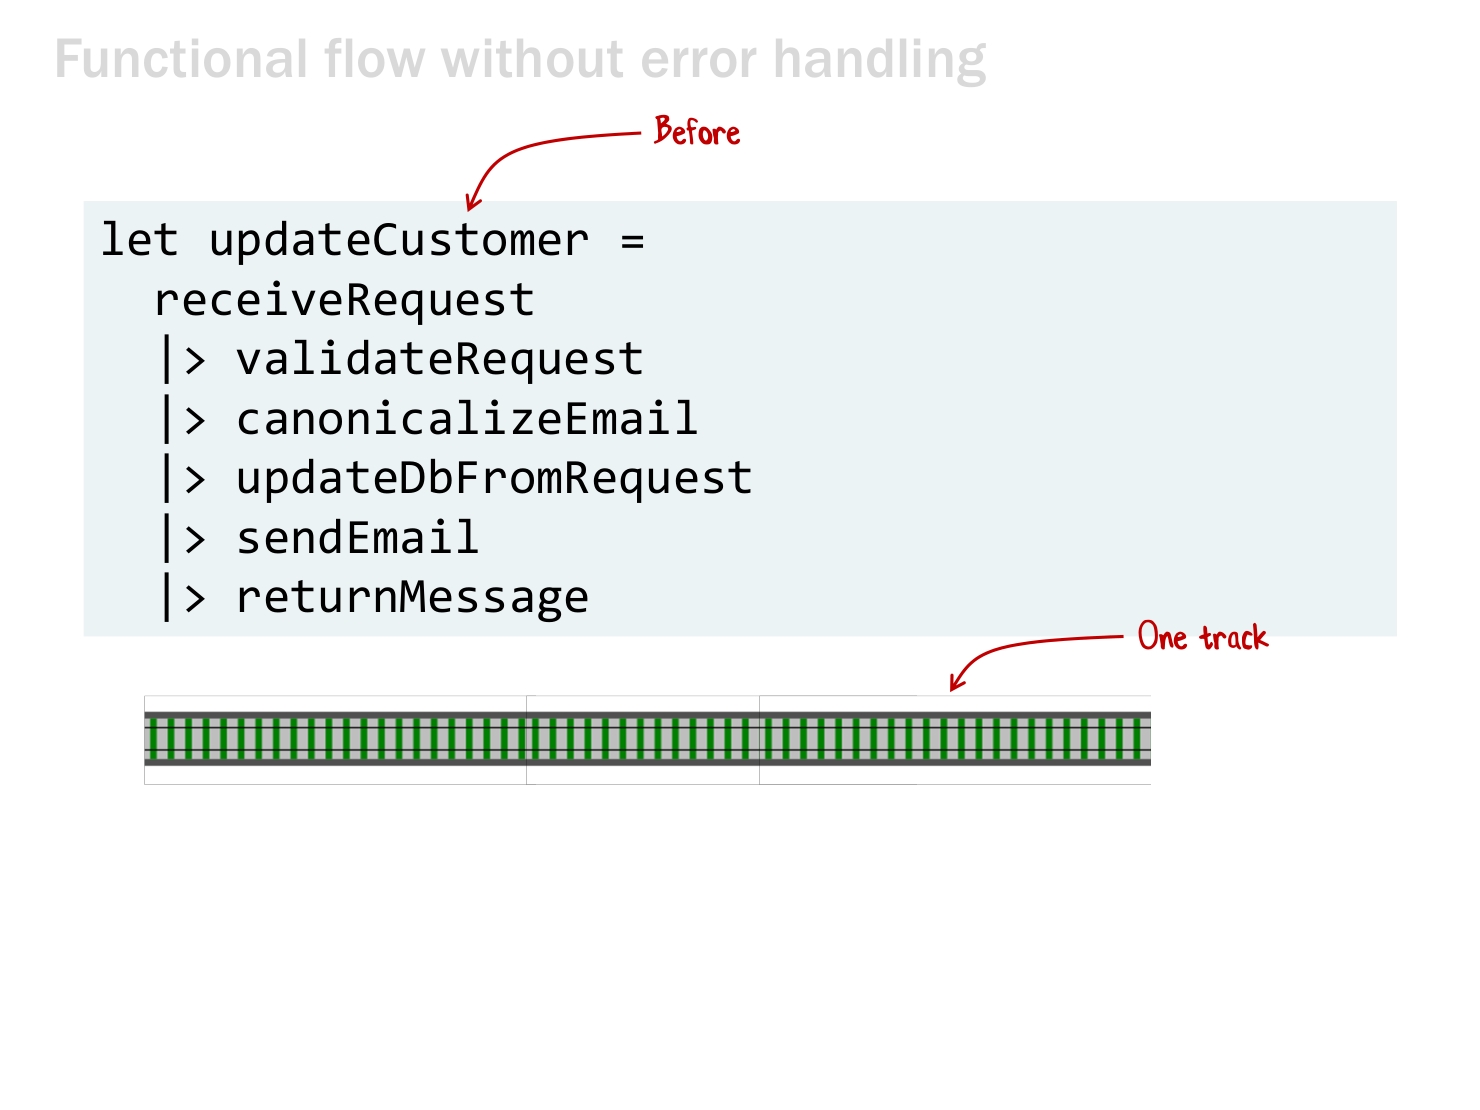 Functional flow without error handling
Before
let updateCustomer =
  receiveRequest
  |> validateRequest
  |> canonicalizeEmail
  |> updateDbFromRequest
  |> sendEmail
  |> returnMessage
One track